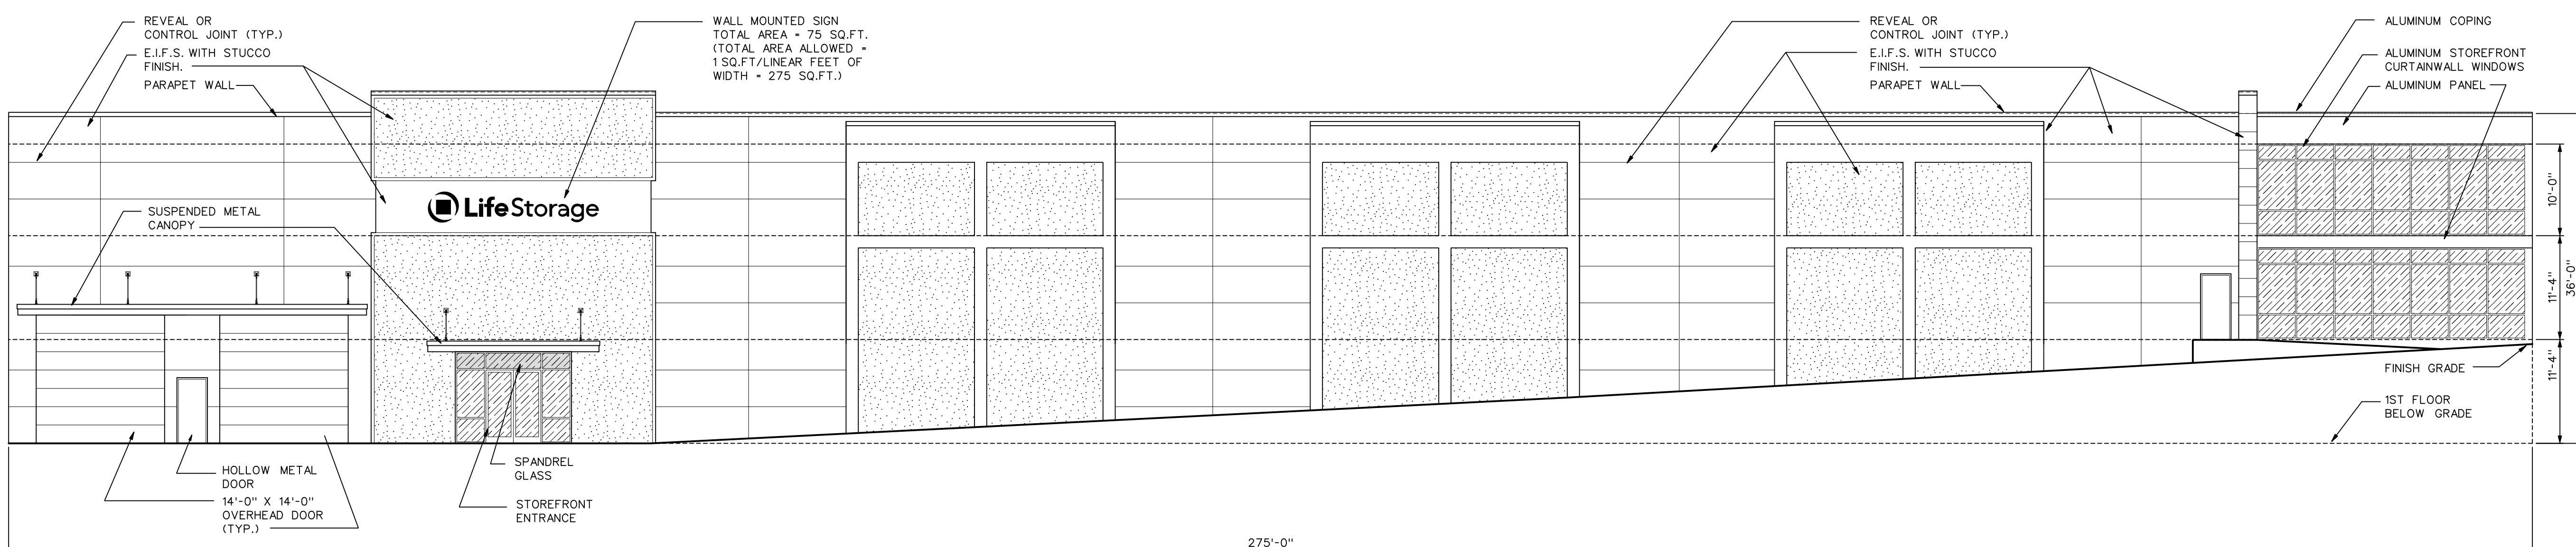 REVEAL OR
CONTROL JOINT (TYP.)
E.I.F.S. WITH STUCCO
FINISH.
PARAPET WALL
WALL MOUNTED SIGN
TOTAL AREA = 75 SQ.FT.
(TOTAL AREA ALLOWED =
1 SQ.FT/LINEAR FEET OF
WIDTH = 275 SQ.FT.)
REVEAL OR
CONTROL JOINT (TYP.)
E.I.F.S. WITH STUCCO
FINISH.
PARAPET WALL
ALUMINUM COPING
ALUMINUM STOREFRONT
CURTAINWALL WINDOWS
ALUMINUM PANEL
SUSPENDED METAL
CANOPY
LifeStorage
10'-0"
11'-4"
36'-0"
11'-4"
FINISH GRADE
1ST FLOOR
BELOW GRADE
HOLLOW METAL
DOOR
14'-0" X 14'-0"
OVERHEAD DOOR
(TYP.)
SPANDREL
GLASS
STOREFRONT
ENTRANCE
275'-0"